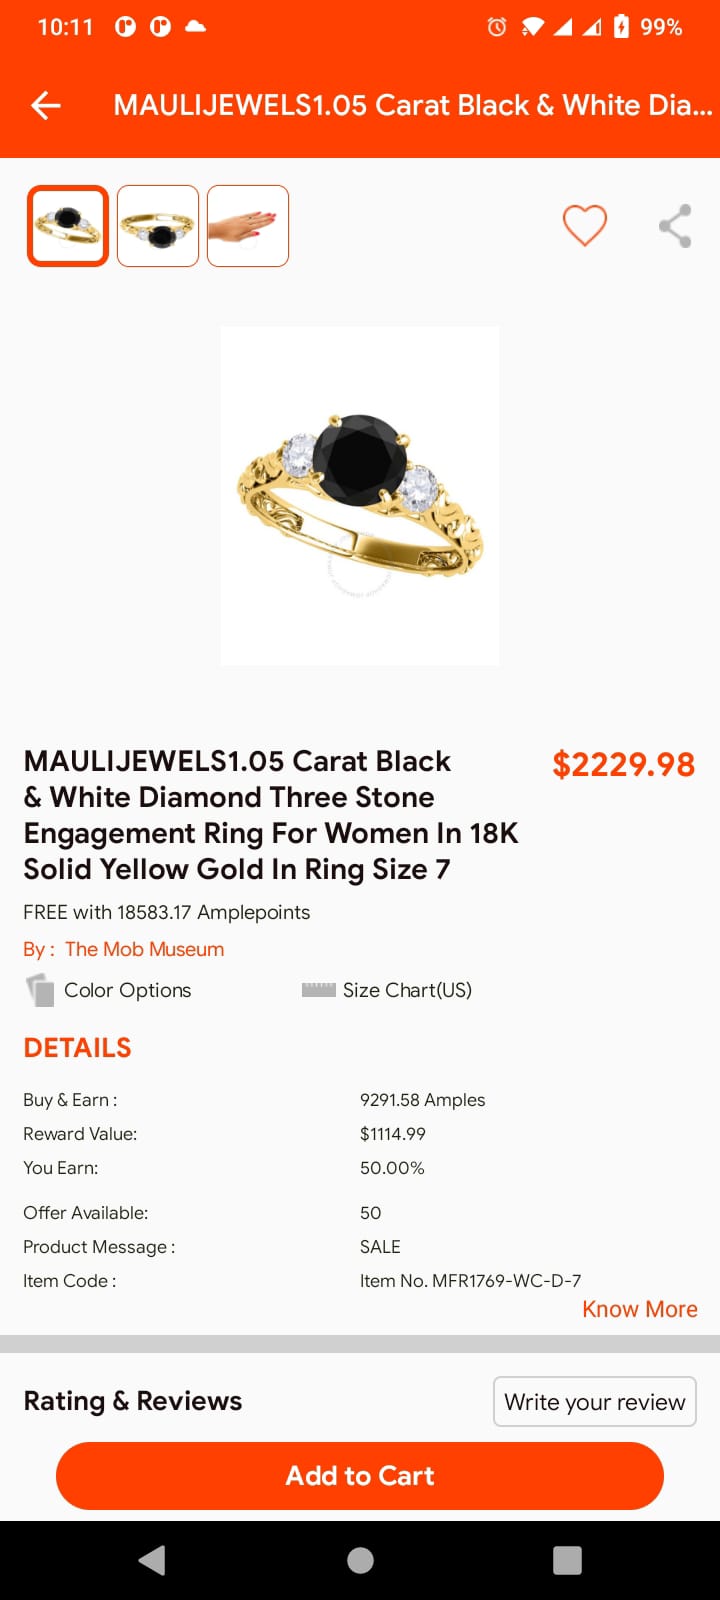 10:11
99%
MAULIJEWELS1.05 Carat Black & White Dia...
MAULIJEWELS1.05 Carat Black
& White Diamond Three Stone
Engagement Ring For Women In 18K
Solid Yellow Gold In Ring Size 7
$2229.98
FREE with 18583.17 Amplepoints
By : The Mob Museum
Color Options
Size Chart(US)
DETAILS
Buy & Earn : 9291.58 Amples
Reward Value: $1114.99
You Earn: 50.00%
Offer Available: 50
Product Message : SALE
Item Code : Item No. MFR1769-WC-D-7
Know More
Rating & Reviews
Write your review
Add to Cart